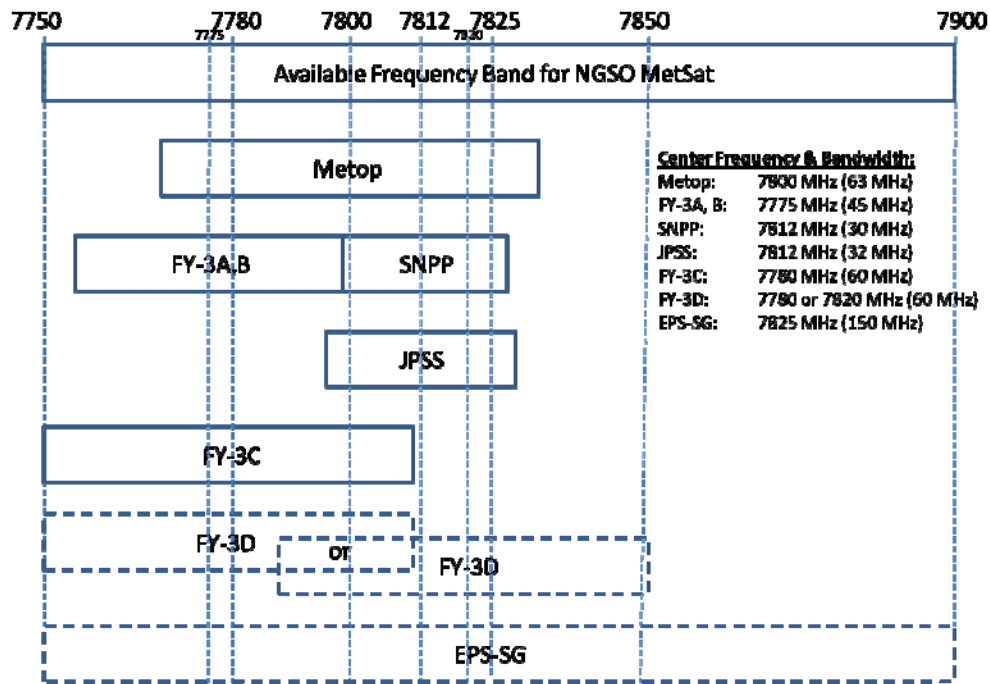 7750 7780 7800 7812 7825 7850 7900
7775 7820
Available Frequency Band for NGSO MetSat
Metop
Center Frequency & Bandwidth:
Metop: 7800 MHz (63 MHz)
FY-3A, B: 7775 MHz (45 MHz)
SNPP: 7812 MHz (30 MHz)
JPSS: 7812 MHz (32 MHz)
FY-3C: 7780 MHz (60 MHz)
FY-3D: 7780 or 7820 MHz (60 MHz)
EPS-SG: 7825 MHz (150 MHz)
FY-3A,B SNPP
JPSS
FY-3C
FY-3D or
FY-3D
EPS-SG